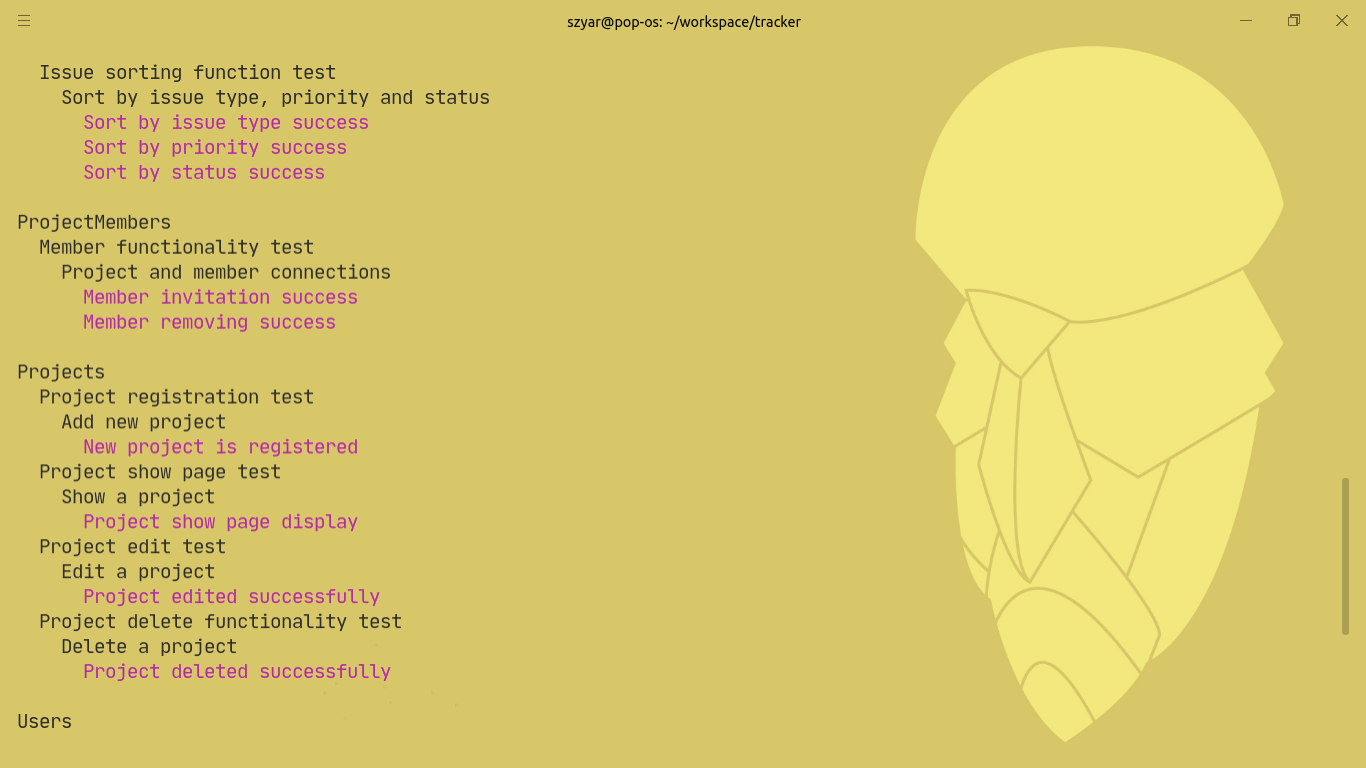 szyar@pop-os: ~/workspace/tracker
Issue sorting function test
Sort by issue type, priority and status
Sort by issue type success
Sort by priority success
Sort by status success
ProjectMembers
Member functionality test
Project and member connections
Member invitation success
Member removing success
Projects
Project registration test
Add new project
New project is registered
Project show page test
Show a project
Project show page display
Project edit test
Edit a project
Project edited successfully
Project delete functionality test
Delete a project
Project deleted successfully
Users